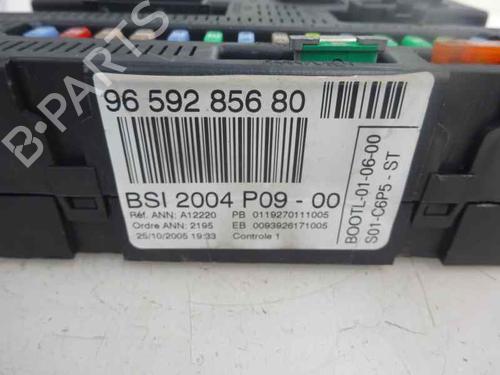 96 592 856 80
BSI 2004 P09 - 00
Réf. ANN: A12220 PB 0119270111005
Ordre ANN: 2195 EB 0093926171005
25/10/2005 19:33 Controle 1
BOOTL-01-06-00
S01-C6P5 - ST
B-PARTS